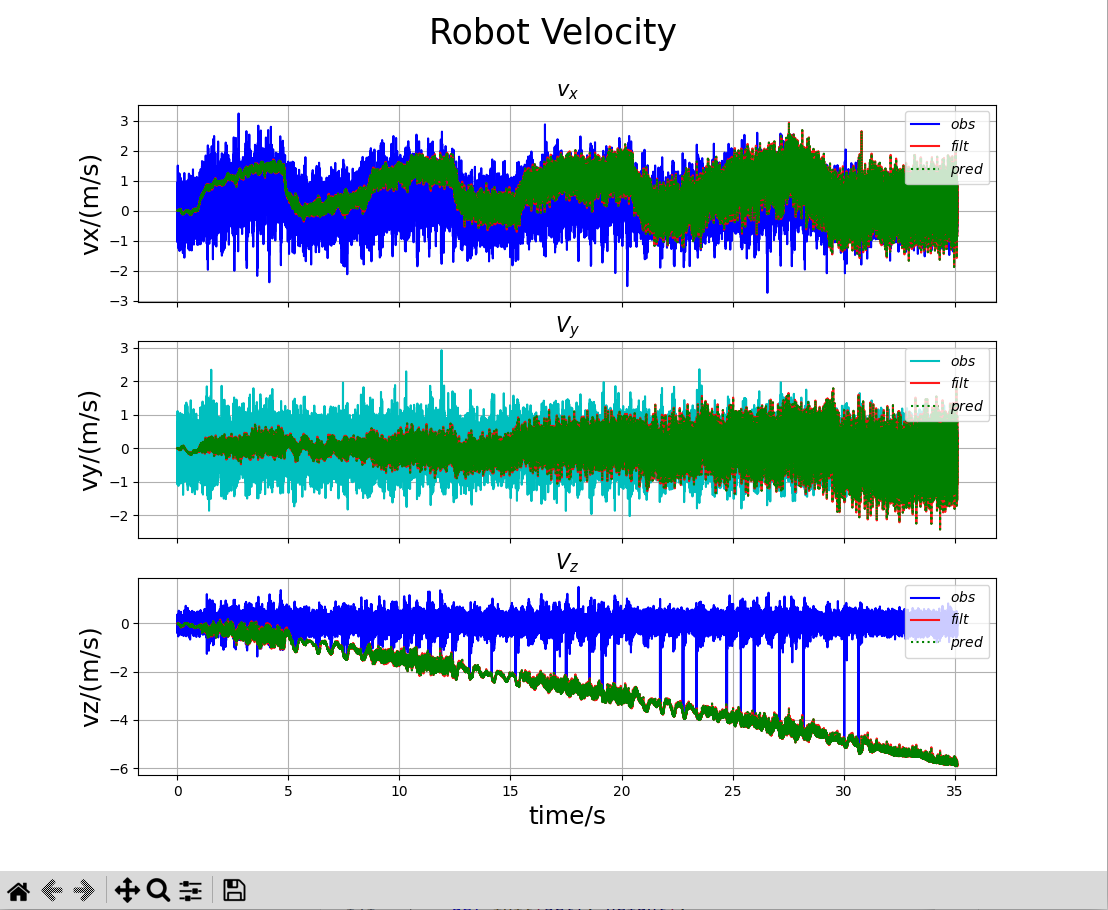 Robot Velocity
v_x
3
2
1
0
−1
−2
−3
vx/(m/s)
obs
filt
pred
V_y
3
2
1
0
−1
−2
vy/(m/s)
obs
filt
pred
V_z
0
−2
−4
−6
vz/(m/s)
obs
filt
pred
0 5 10 15 20 25 30 35
time/s